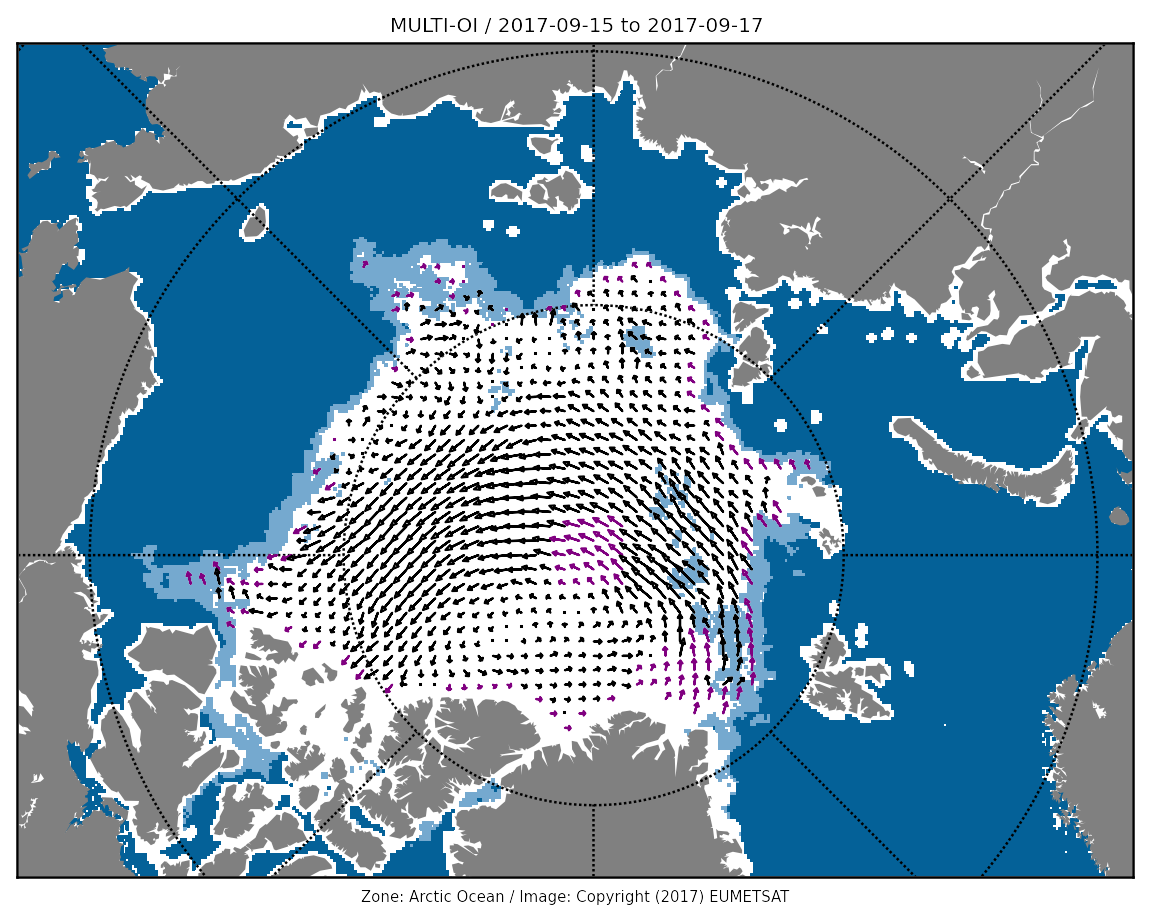 MULTI-OI / 2017-09-15 to 2017-09-17
Zone: Arctic Ocean / Image: Copyright (2017) EUMETSAT